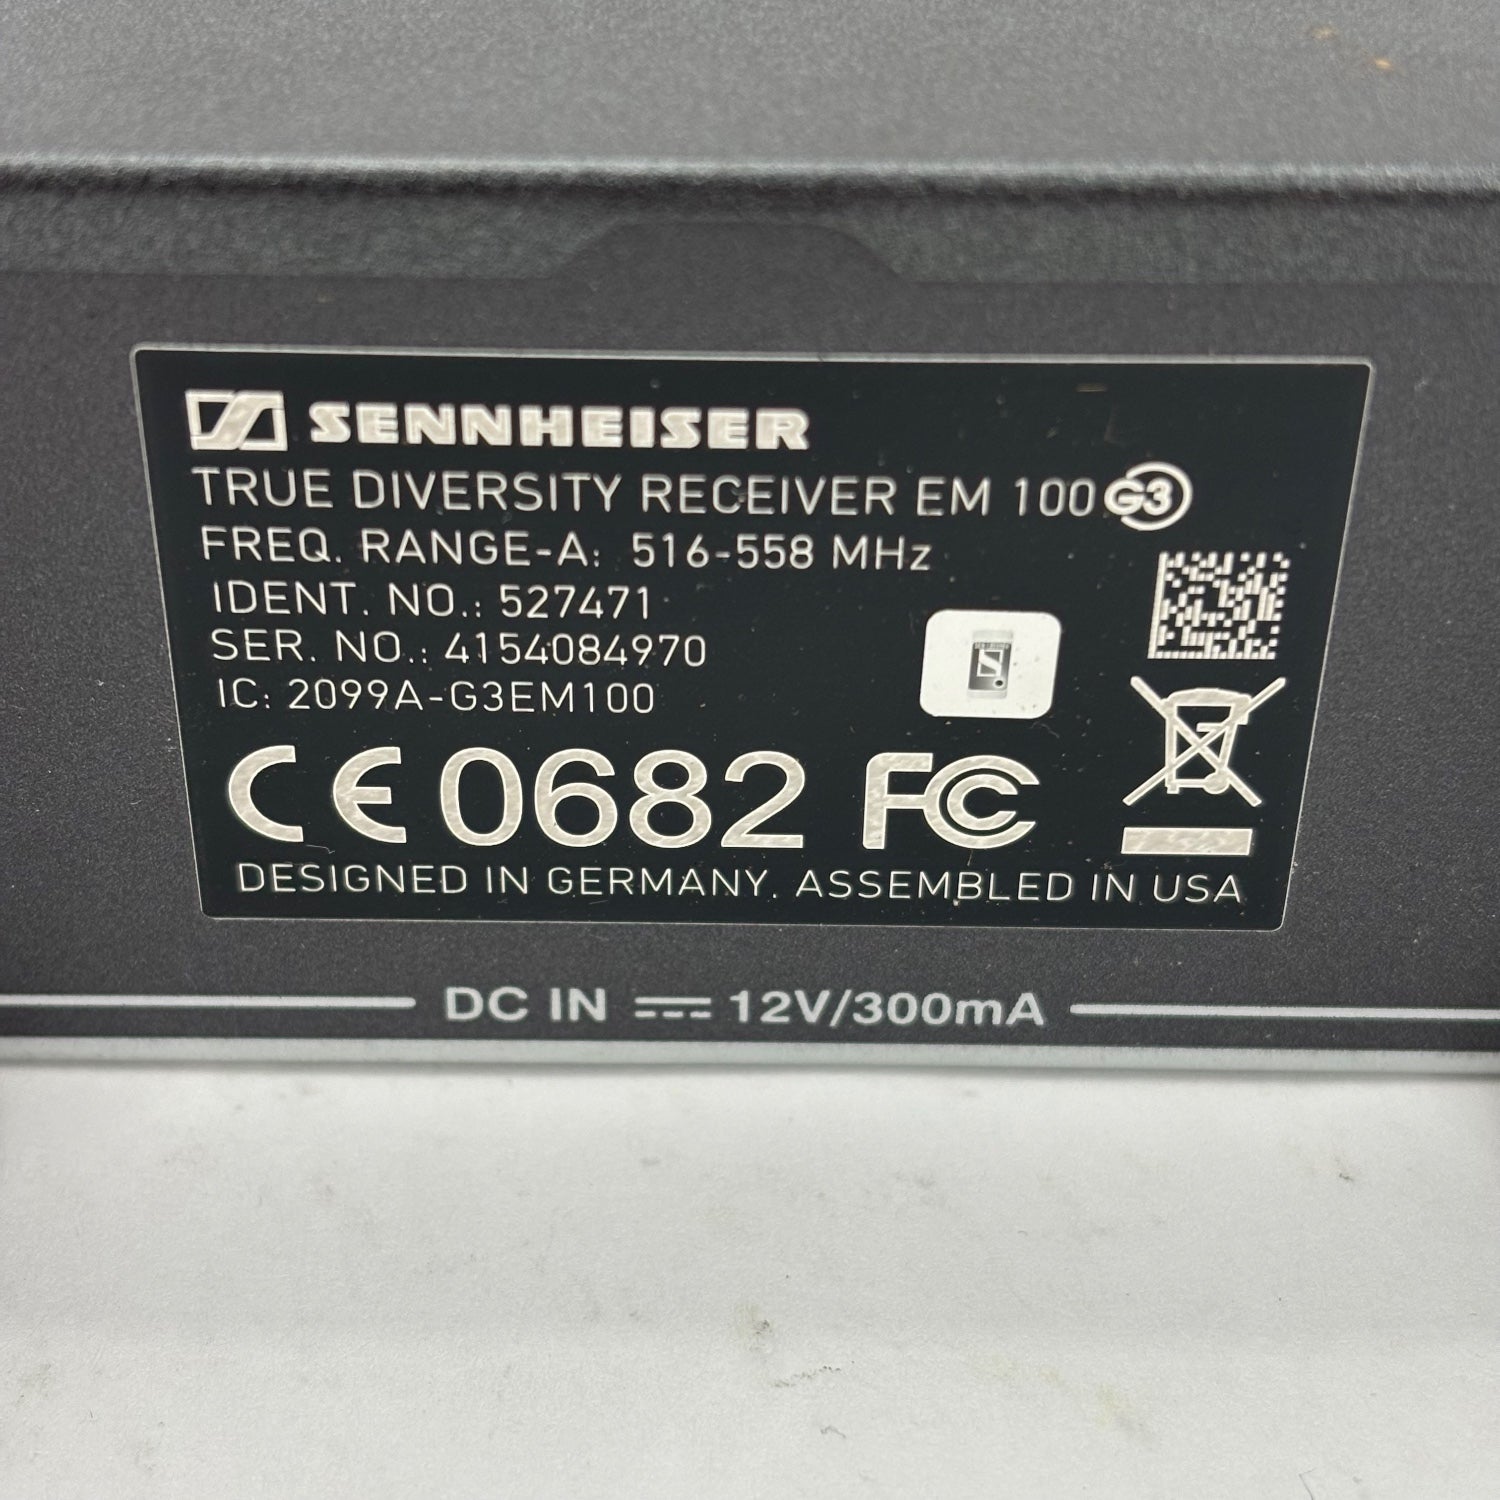 SENNHEISER
TRUE DIVERSITY RECEIVER EM 100 G3
FREQ. RANGE-A: 516-558 MHz
IDENT. NO.: 527471
SER. NO.: 4154084970
IC: 2099A-G3EM100
CE 0682 FC
DESIGNED IN GERMANY. ASSEMBLED IN USA
DC IN 12V/300mA